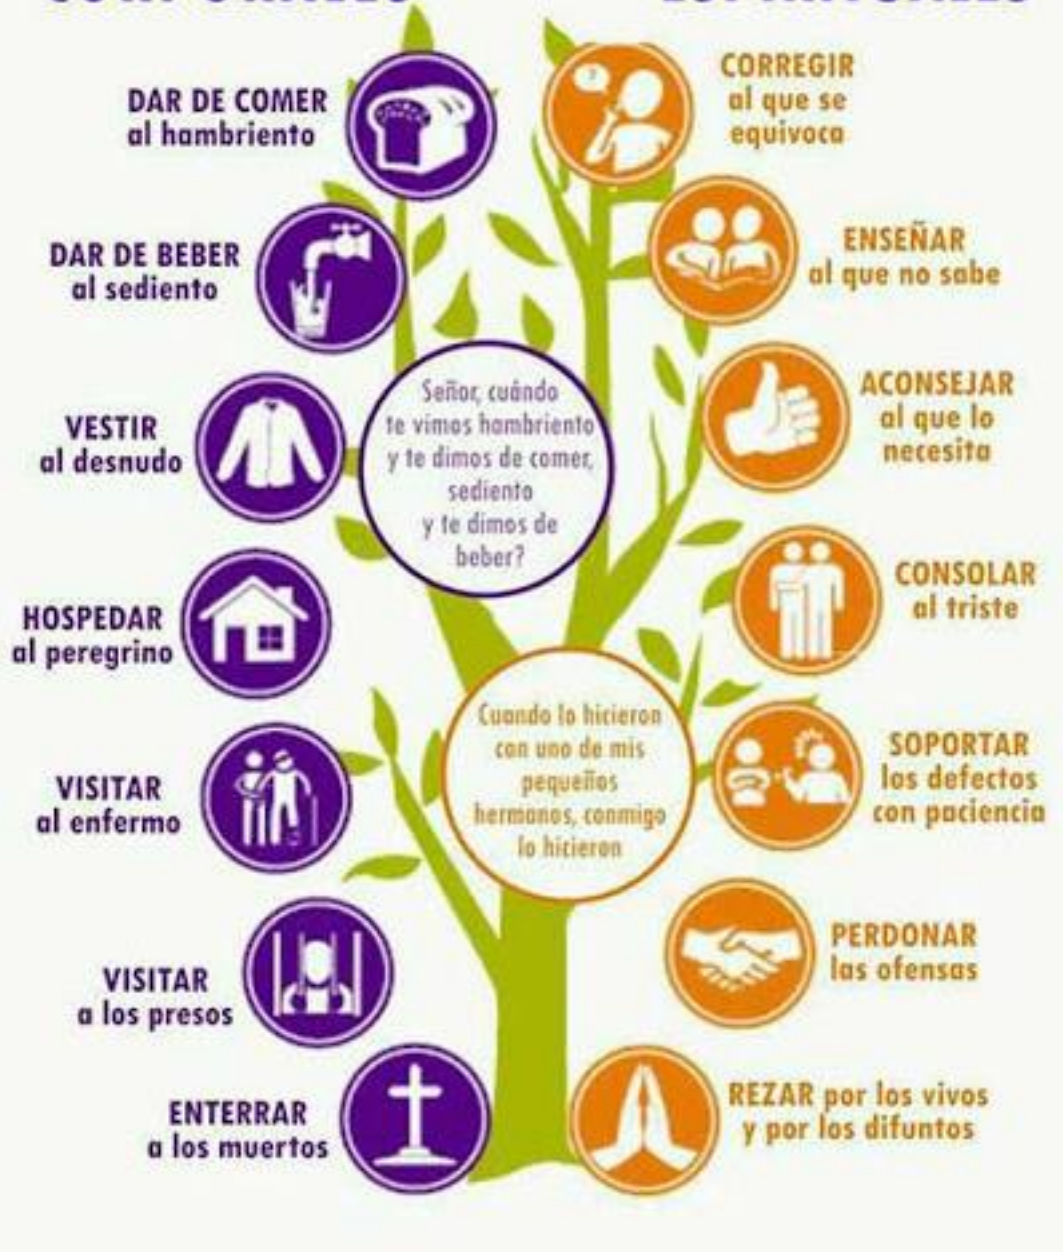 DAR DE COMER
al hambriento
DAR DE BEBER
al sediento
VESTIR
al desnudo
HOSPEDAR
al peregrino
VISITAR
al enfermo
VISITAR
a los presos
ENTERRAR
a los muertos
Señor, cuándo
te vimos hambriento
y te dimos de comer,
sediento
y te dimos de
beber?
Cuando lo hicieron
con uno de mis
pequeños
hermanos, conmigo
lo hicieron
CORREGIR
al que se
equivoca
ENSEÑAR
al que no sabe
ACONSEJAR
al que lo
necesita
CONSOLAR
al triste
SOPORTAR
los defectos
con paciencia
PERDONAR
las ofensas
REZAR por los vivos
y por los difuntos